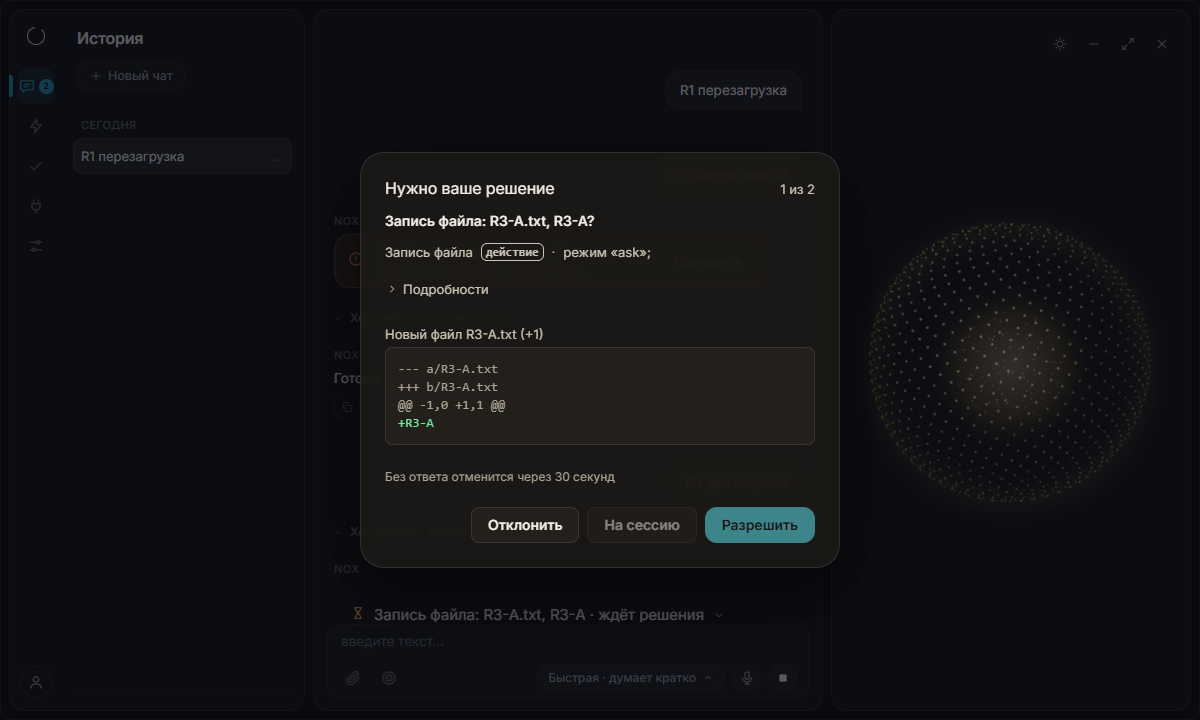 История
+ Новый чат
2
СЕГОДНЯ
R1 перезагрузка
...
R1 перезагрузка
NOX
Нужно ваше решение
1 из 2
Запись файла: R3-A.txt, R3-A?
Запись файла действие · режим «ask»;
Подробности
NOX
Новый файл R3-A.txt (+1)
--- a/R3-A.txt
+++ b/R3-A.txt
@@ -1,0 +1,1 @@
+R3-A
Без ответа отменится через 30 секунд
Отклонить
На сессию
Разрешить
NOX
Запись файла: R3-A.txt, R3-A · ждёт решения
введите текст...
Быстрая · думает кратко